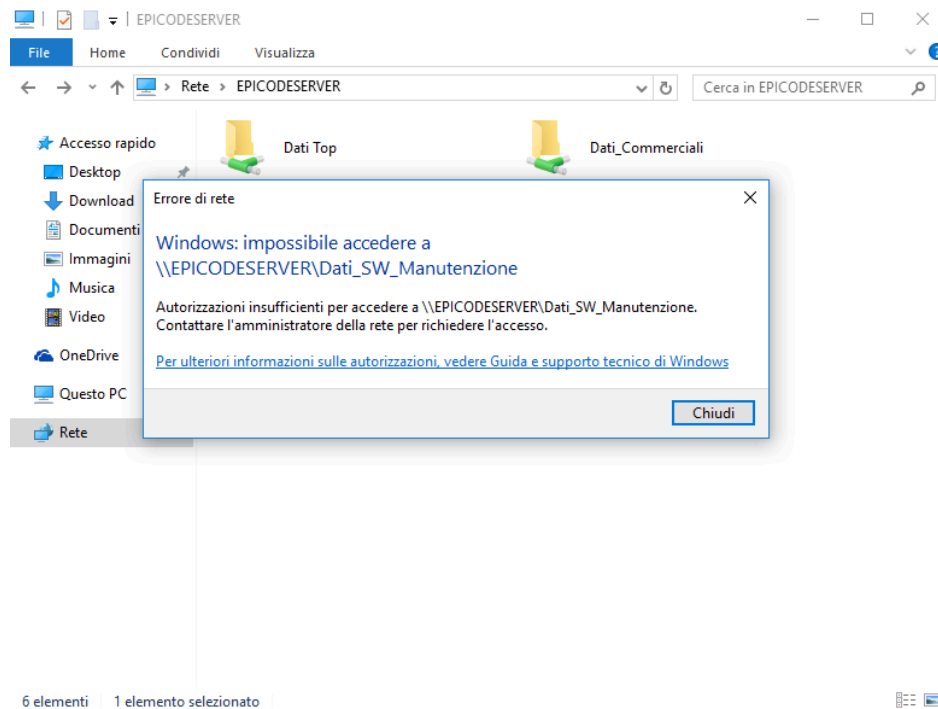 EPICODESERVER
File Home Condividi Visualizza
Rete > EPICODESERVER Cerca in EPICODESERVER
Accesso rapido
Dati Top Dati_Commerciali
Desktop
Download
Documenti
Immagini
Musica
Video
OneDrive
Questo PC
Rete
Errore di rete
Windows: impossibile accedere a
\\EPICODESERVER\Dati_SW_Manutenzione
Autorizzazioni insufficienti per accedere a \\EPICODESERVER\Dati_SW_Manutenzione.
Contattare l'amministratore della rete per richiedere l'accesso.
Per ulteriori informazioni sulle autorizzazioni, vedere Guida e supporto tecnico di Windows
Chiudi
6 elementi 1 elemento selezionato